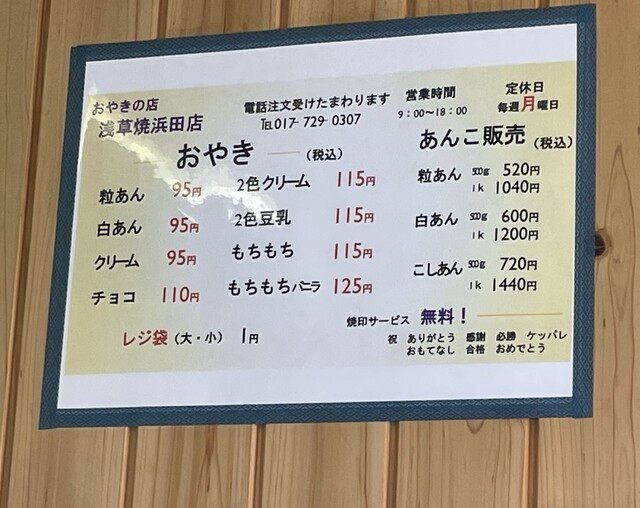 おやきの店
浅草焼浜田店
電話注文受けたまわります
TEL017-729-0307
営業時間
9：00～18：00
定休日
毎週月曜日
おやき （税込）
粒あん 95円
白あん 95円
クリーム 95円
チョコ 110円
2色クリーム 115円
2色豆乳 115円
もちもち 115円
もちもちバニラ 125円
レジ袋（大・小） 1円
あんこ販売（税込）
粒あん 500g 520円
1k 1040円
白あん 500g 600円
1k 1200円
こしあん 500g 720円
1k 1440円
焼印サービス 無料！
祝 ありがとう 感謝 必勝 ケッパレ
おもてなし 合格 おめでとう